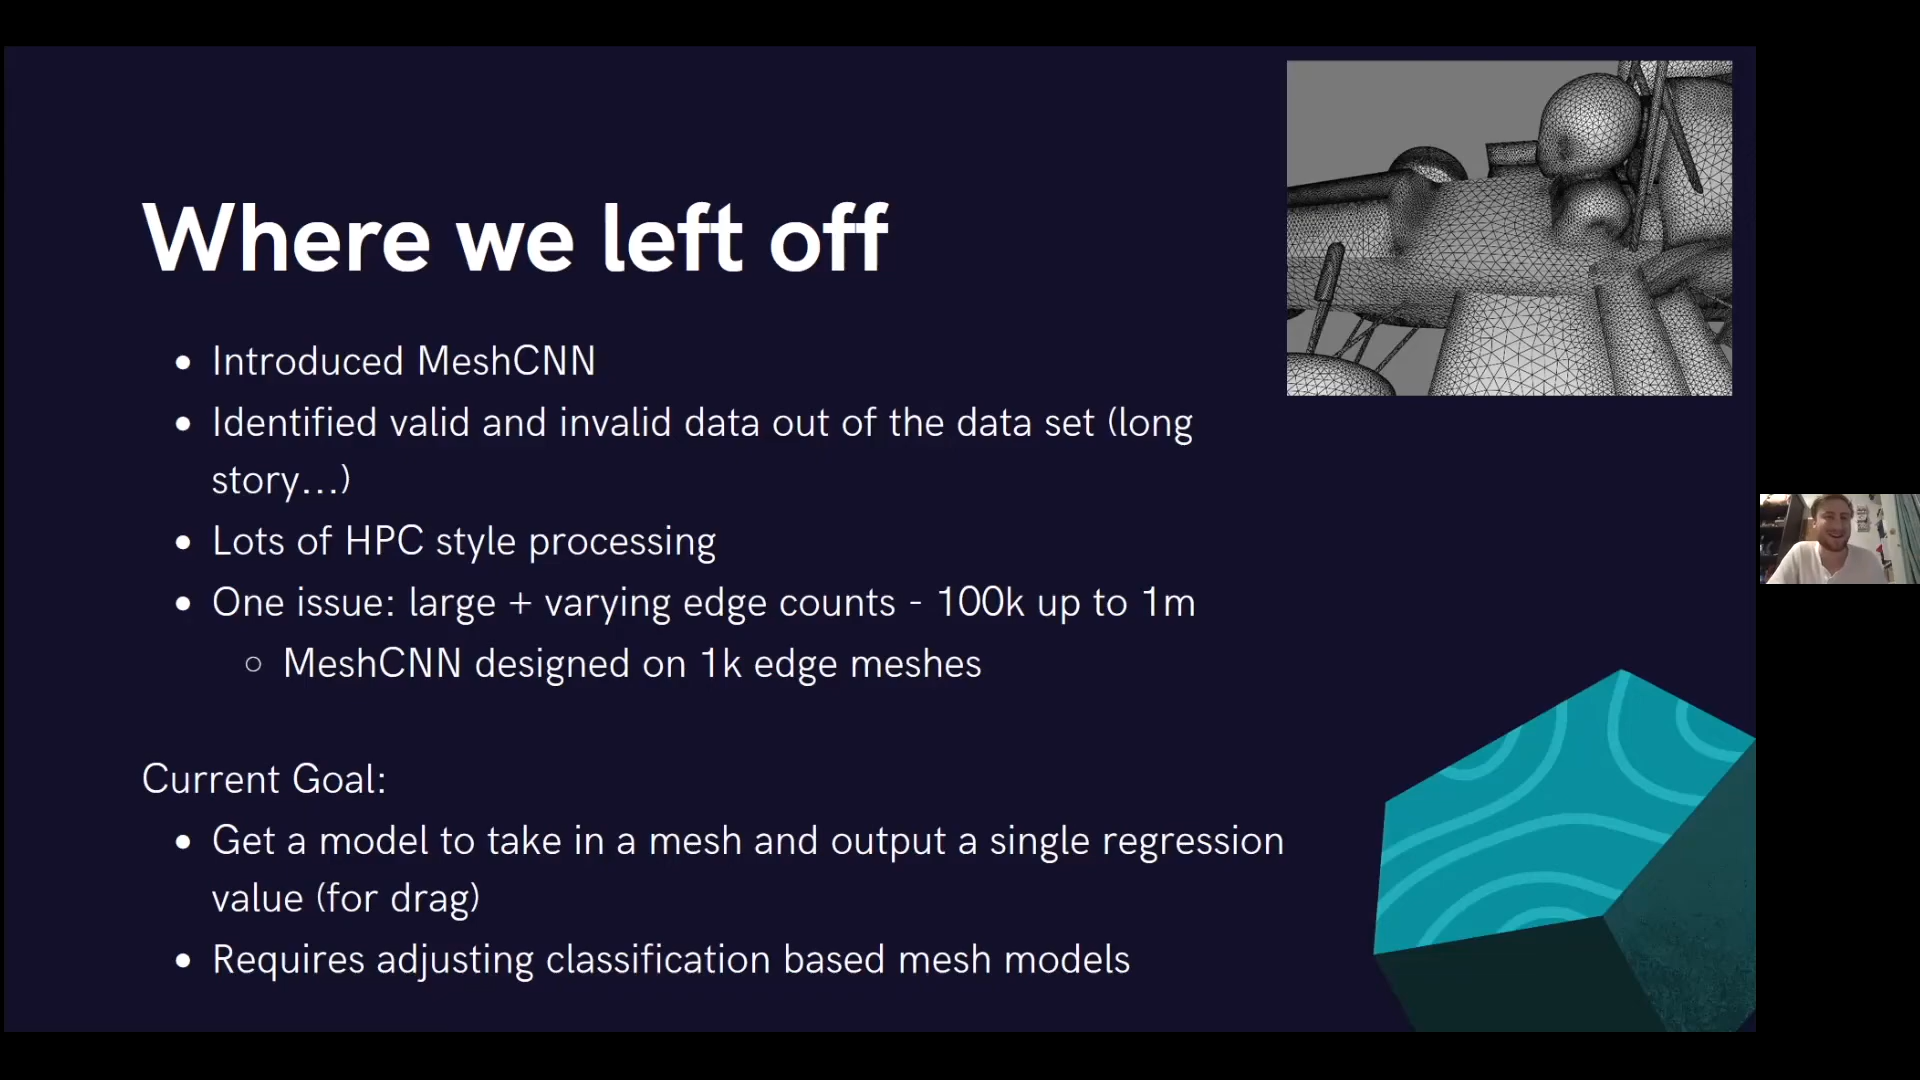 Where we left off
• Introduced MeshCNN
• Identified valid and invalid data out of the data set (long
story...)
• Lots of HPC style processing
• One issue: large + varying edge counts - 100k up to 1m
○ MeshCNN designed on 1k edge meshes
Current Goal:
• Get a model to take in a mesh and output a single regression
value (for drag)
• Requires adjusting classification based mesh models